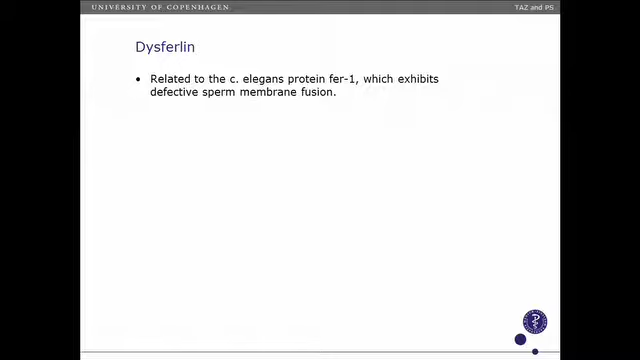 UNIVERSITY OF COPENHAGEN
TAZ and PS
Dysferlin
• Related to the c. elegans protein fer-1, which exhibits
defective sperm membrane fusion.